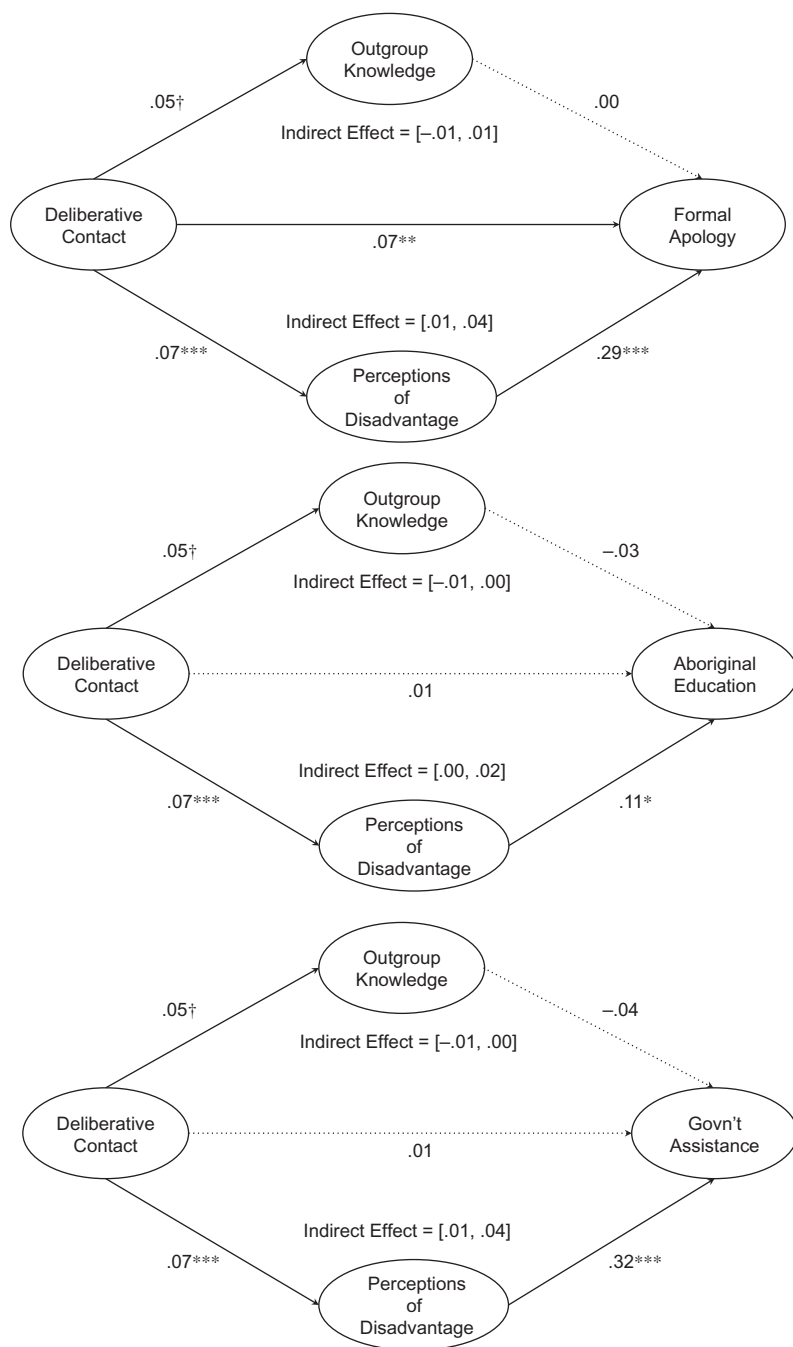 Outgroup
Knowledge
.05†
.00
Indirect Effect = [–.01, .01]
Deliberative
Contact
Formal
Apology
.07**
Indirect Effect = [.01, .04]
.07***
.29***
Perceptions
of
Disadvantage
Outgroup
Knowledge
.05†
–.03
Indirect Effect = [–.01, .00]
Deliberative
Contact
Aboriginal
Education
.01
Indirect Effect = [.00, .02]
.07***
.11*
Perceptions
of
Disadvantage
Outgroup
Knowledge
.05†
–.04
Indirect Effect = [–.01, .00]
Deliberative
Contact
Govn't
Assistance
.01
Indirect Effect = [.01, .04]
.07***
.32***
Perceptions
of
Disadvantage